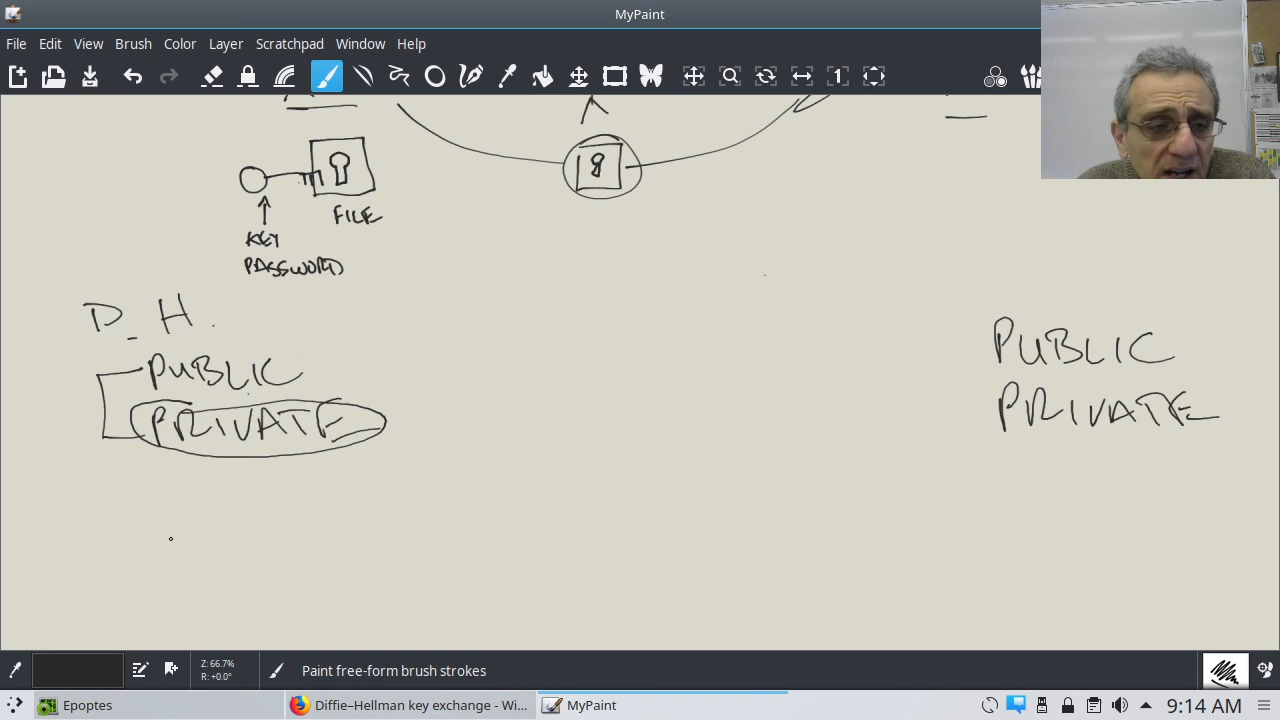 MyPaint
File Edit View Brush Color Layer Scratchpad Window Help
FILE
KEY
PASSWORD
D_H.
PUBLIC
PRIVATE
PUBLIC
PRIVATE
Z: 66.7%
R: +0.0°
Paint free-form brush strokes
Epoptes
Diffie–Hellman key exchange - Wi...
MyPaint
9:14 AM